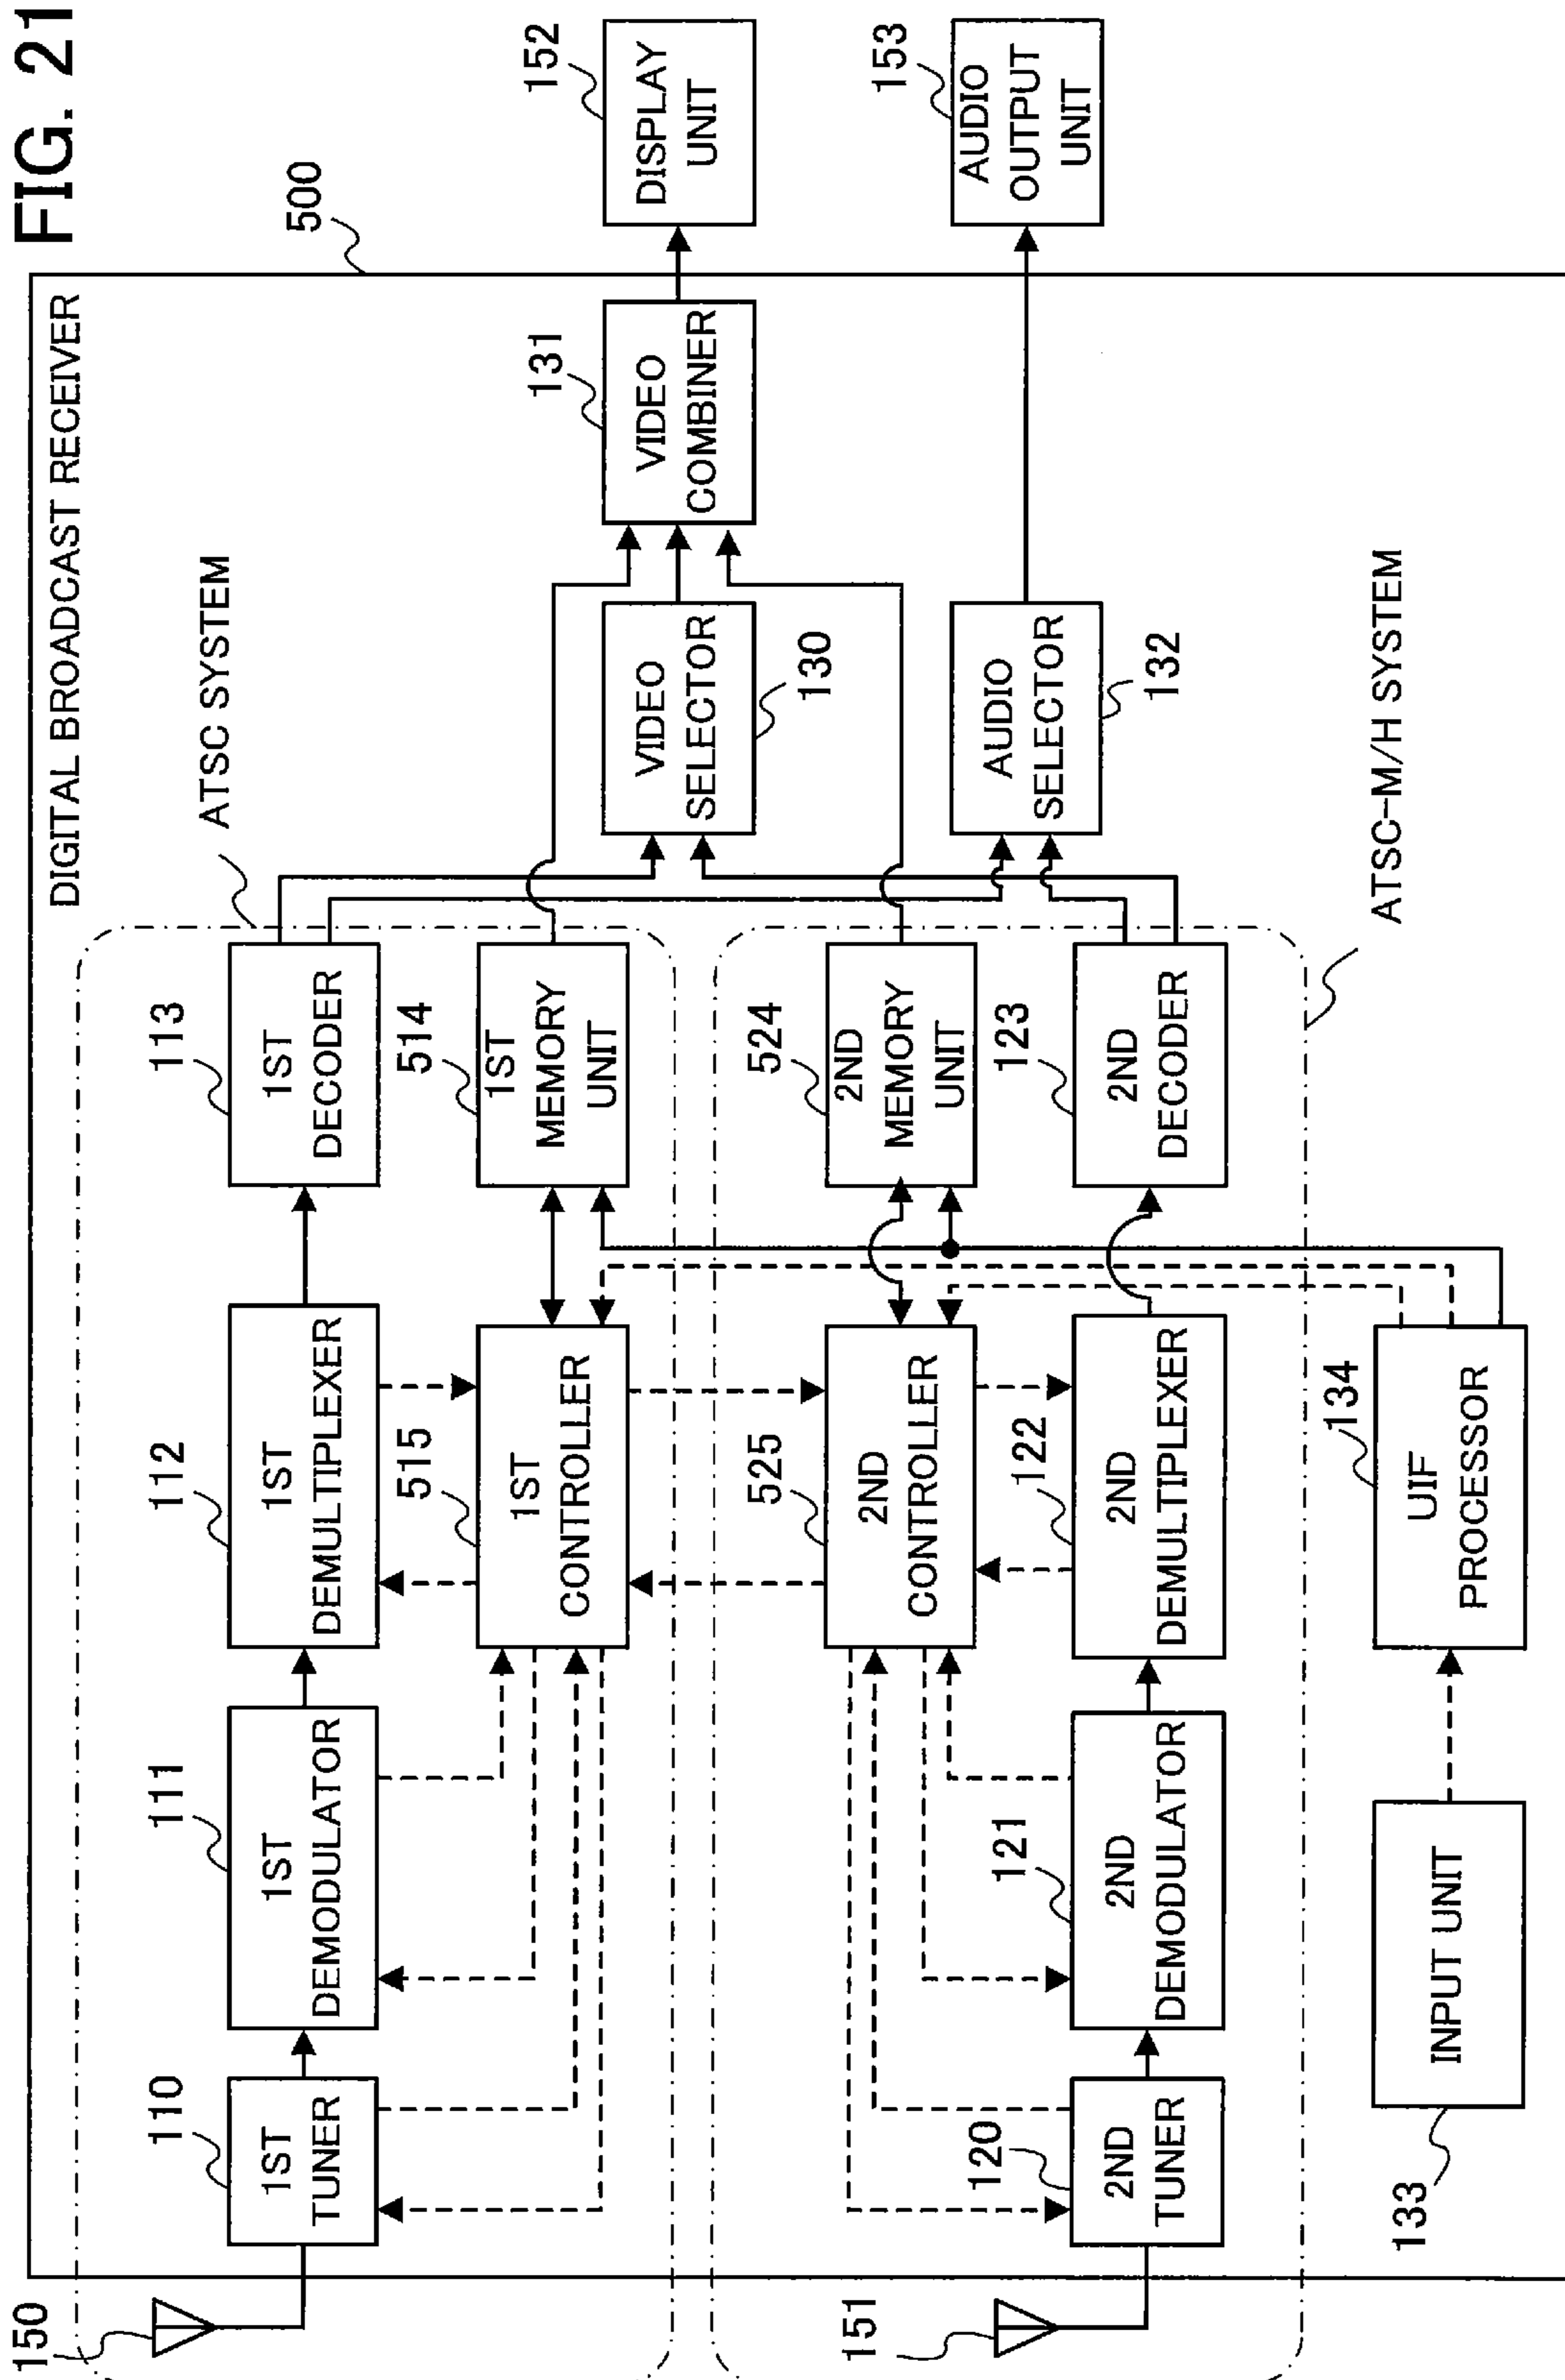 FIG. 21
500
DIGITAL BROADCAST RECEIVER
ATSC SYSTEM
150
110
1ST
TUNER
111
1ST
DEMODULATOR
112
1ST
DEMULTIPLEXER
113
1ST
DECODER
515
1ST
CONTROLLER
514
1ST
MEMORY
UNIT
131
VIDEO
COMBINER
152
DISPLAY
UNIT
VIDEO
SELECTOR
130
525
2ND
CONTROLLER
524
2ND
MEMORY
UNIT
153
AUDIO
OUTPUT
UNIT
AUDIO
SELECTOR
132
151
120
2ND
TUNER
121
2ND
DEMODULATOR
122
2ND
DEMULTIPLEXER
123
2ND
DECODER
ATSC-M/H SYSTEM
133
INPUT UNIT
134
UIF
PROCESSOR